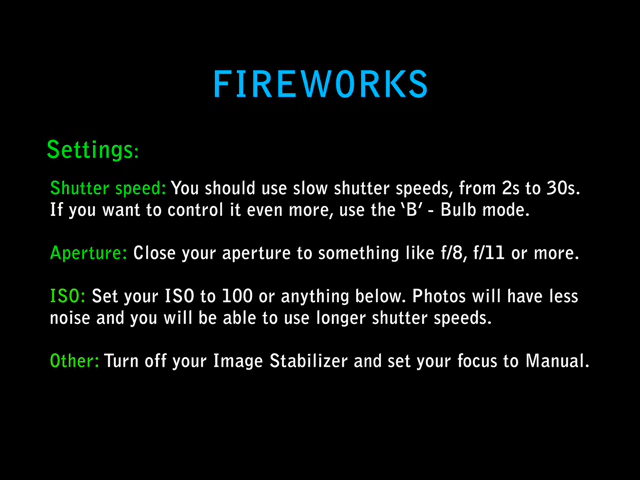 FIREWORKS
Settings:
Shutter speed: You should use slow shutter speeds, from 2s to 30s.
If you want to control it even more, use the ‘B’ - Bulb mode.
Aperture: Close your aperture to something like f/8, f/11 or more.
ISO: Set your ISO to 100 or anything below. Photos will have less
noise and you will be able to use longer shutter speeds.
Other: Turn off your Image Stabilizer and set your focus to Manual.